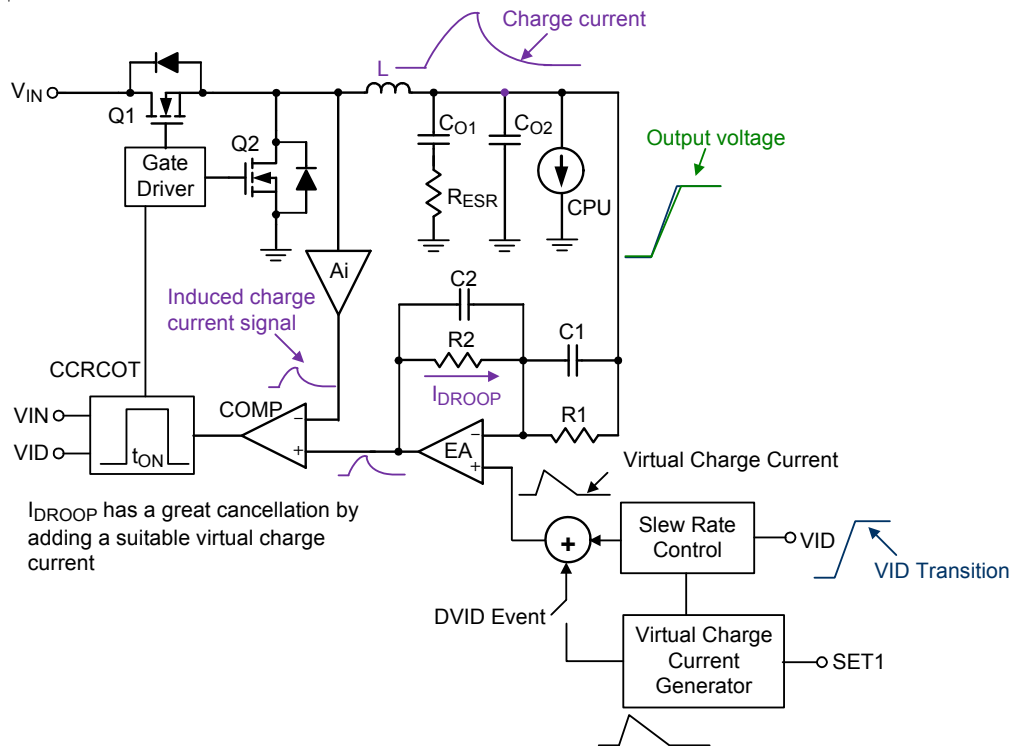 Charge current
L
VIN
Q1
CO1
CO2
Q2
Output voltage
Gate
Driver
RESR
CPU
Ai
C2
Induced charge
current signal
C1
R2
CCRCOT
IDROOP
COMP
R1
VIN
−
−
EA
VID
tON
+
+
Virtual Charge Current
IDROOP has a great cancellation by
adding a suitable virtual charge
current
Slew Rate
Control
+
VID
VID Transition
DVID Event
Virtual Charge
Current
Generator
SET1